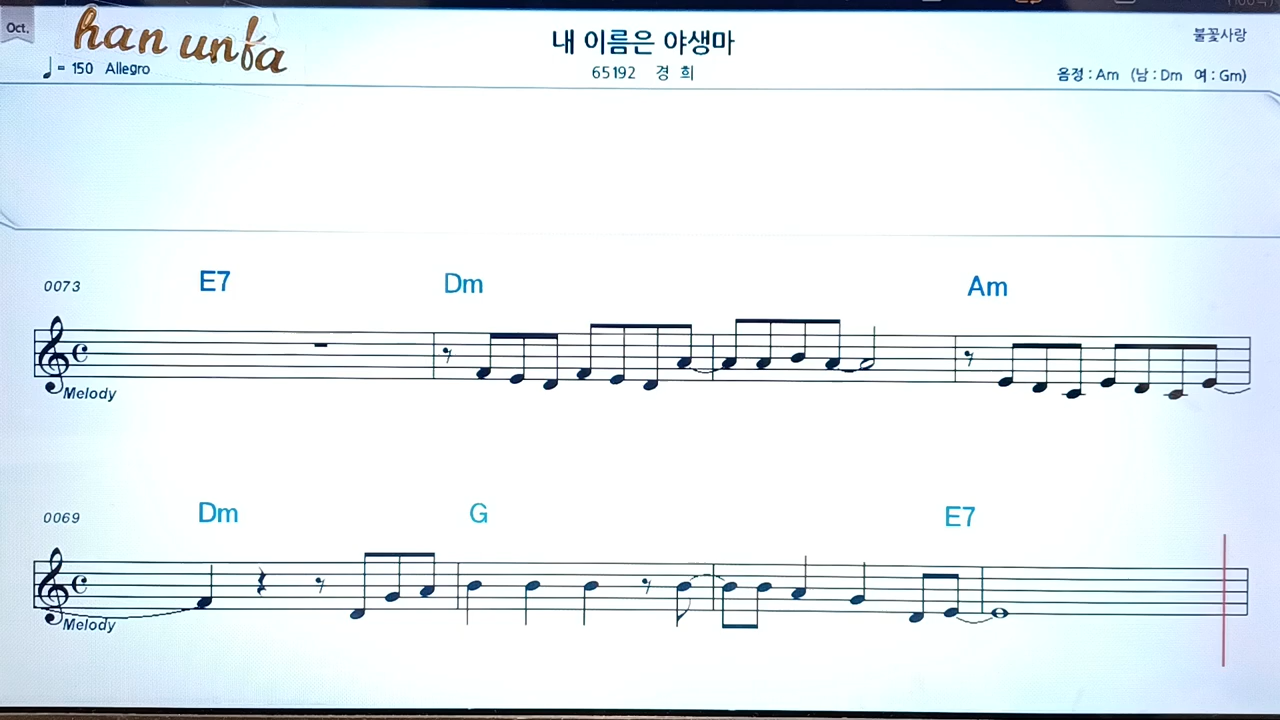 Oct.
han unfa
내 이름은 야생마
불꽃사랑
♩= 150 Allegro
65192 경 희
음정 : Am (남 : Dm 여 : Gm)
0073
E7 Dm Am
Melody
0069
Dm G E7
Melody